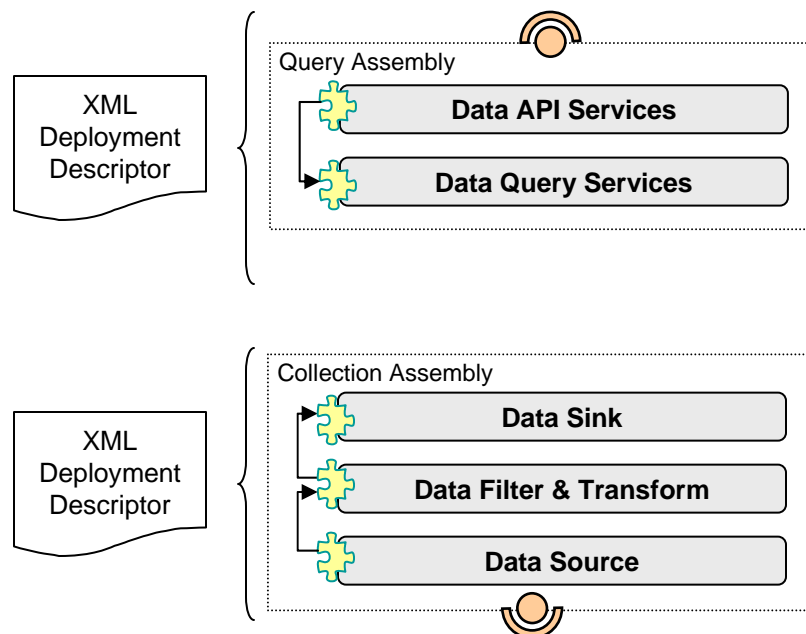 Query Assembly
XML
Deployment
Descriptor
Data API Services
Data Query Services
Collection Assembly
XML
Deployment
Descriptor
Data Sink
Data Filter & Transform
Data Source